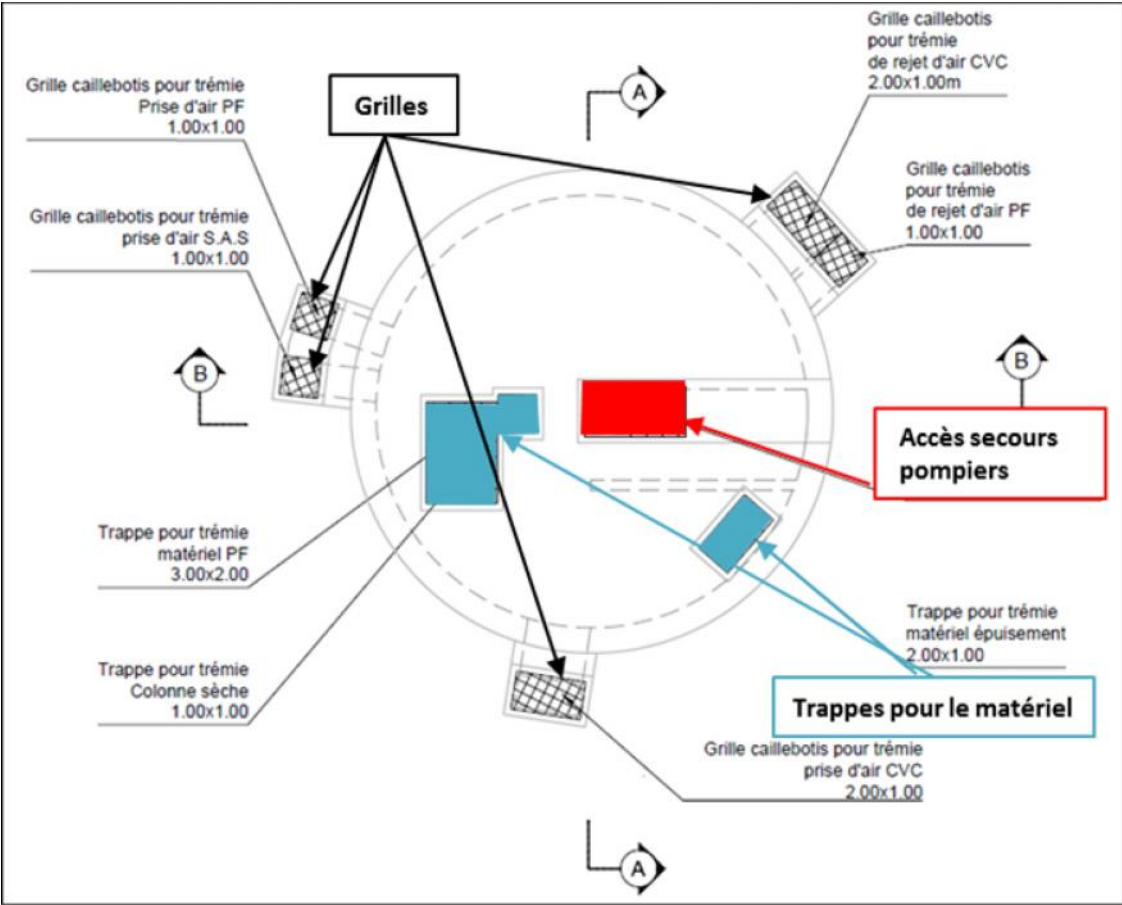 Grille caillebotis
pour trémie
de rejet d'air CVC
2.00x1.00m
Grille caillebotis pour trémie
Prise d'air PF
1.00x1.00
Grilles
A
Grille caillebotis
pour trémie
de rejet d'air PF
1.00x1.00
Grille caillebotis pour trémie
prise d'air S.A.S
1.00x1.00
B
B
Accès secours
pompiers
Trappe pour trémie
matériel PF
3.00x2.00
Trappe pour trémie
matériel épuisement
2.00x1.00
Trappe pour trémie
Colonne sèche
1.00x1.00
Trappes pour le matériel
Grille caillebotis pour trémie
prise d'air CVC
2.00x1.00
A